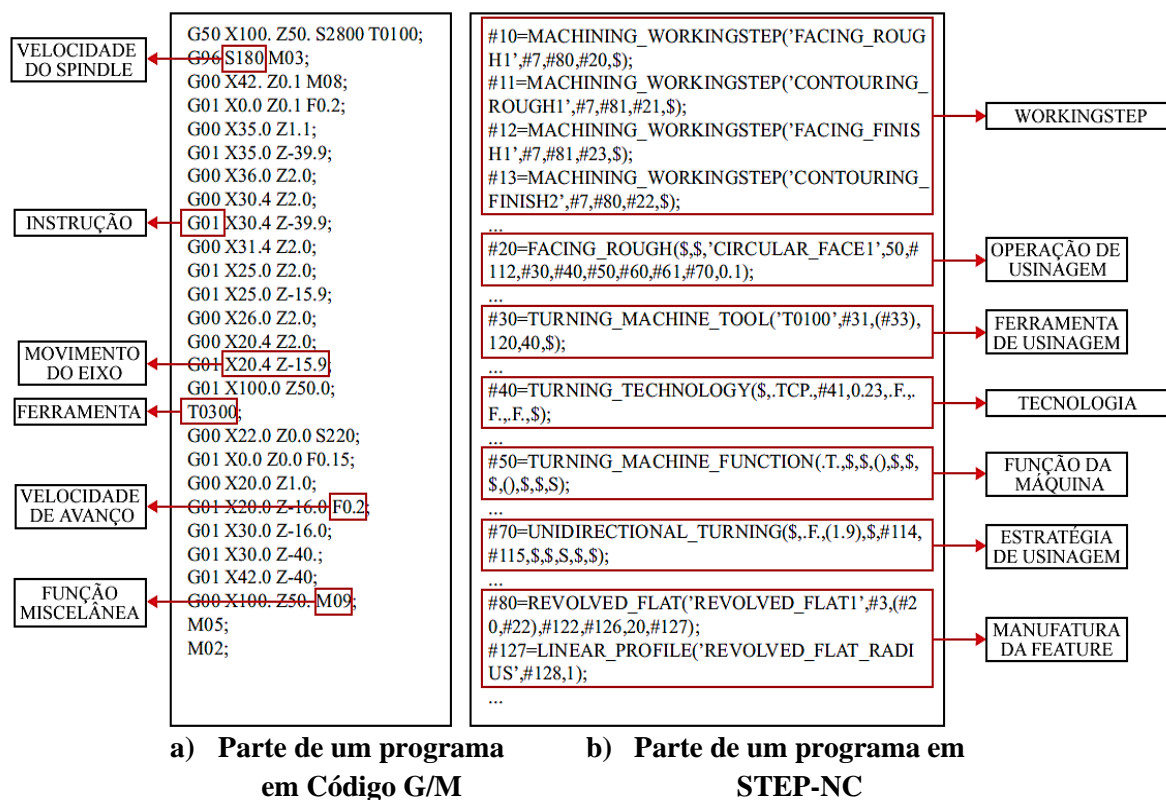 VELOCIDADE
DO SPINDLE
INSTRUÇÃO
MOVIMENTO
DO EIXO
FERRAMENTA
VELOCIDADE
DE AVANÇO
FUNÇÃO
MISCELÂNEA
G50 X100. Z50. S2800 T0100;
G96 S180 M03;
G00 X42. Z0.1 M08;
G01 X0.0 Z0.1 F0.2;
G00 X35.0 Z1.1;
G01 X35.0 Z-39.9;
G00 X36.0 Z2.0;
G00 X30.4 Z2.0;
G01 X30.4 Z-39.9;
G00 X31.4 Z2.0;
G01 X25.0 Z2.0;
G01 X25.0 Z-15.9;
G00 X26.0 Z2.0;
G00 X20.4 Z2.0;
G01 X20.4 Z-15.9;
G01 X100.0 Z50.0;
T0300;
G00 X22.0 Z0.0 S220;
G01 X0.0 Z0.0 F0.15;
G00 X20.0 Z1.0;
G01 X20.0 Z-16.0 F0.2;
G01 X30.0 Z-16.0;
G01 X30.0 Z-40.;
G01 X42.0 Z-40;
G00 X100. Z50. M09;
M05;
M02;
#10=MACHINING_WORKINGSTEP('FACING_ROUG
H1',#7,#80,#20,$);
#11=MACHINING_WORKINGSTEP('CONTOURING_
ROUGH1',#7,#81,#21,$);
#12=MACHINING_WORKINGSTEP('FACING_FINIS
H1',#7,#81,#23,$);
#13=MACHINING_WORKINGSTEP('CONTOURING_
FINISH2',#7,#80,#22,$);
...
#20=FACING_ROUGH($,$,'CIRCULAR_FACE1',50,#
112,#30,#40,#50,#60,#61,#70,0.1);
...
#30=TURNING_MACHINE_TOOL('T0100',#31,(#33),
120,40,$);
...
#40=TURNING_TECHNOLOGY($,.TCP.,#41,0.23,.F.,.
F.,.F.,$);
...
#50=TURNING_MACHINE_FUNCTION(.T.,$,$,(),$,$,
$,(),$,$,S);
...
#70=UNIDIRECTIONAL_TURNING($,.F.,(1.9),$,#114,
#115,$,$,S,$,$);
...
#80=REVOLVED_FLAT('REVOLVED_FLAT1',#3,(#2
0,#22),#122,#126,20,#127);
#127=LINEAR_PROFILE('REVOLVED_FLAT_RADI
US',#128,1);
...
WORKINGSTEP
OPERAÇÃO DE
USINAGEM
FERRAMENTA
DE USINAGEM
TECNOLOGIA
FUNÇÃO DA
MÁQUINA
ESTRATÉGIA
DE USINAGEM
MANUFATURA
DA FEATURE
a) Parte de um programa
em Código G/M
b) Parte de um programa em
STEP-NC